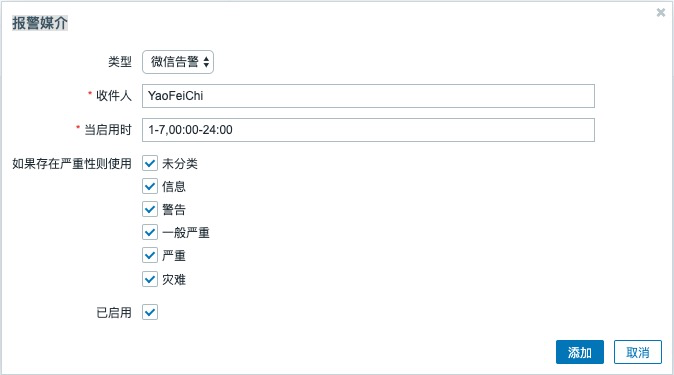 报警媒介
类型 微信告警
* 收件人 YaoFeiChi
* 当启用时 1-7,00:00-24:00
如果存在严重性则使用 未分类
信息
警告
一般严重
严重
灾难
已启用
添加 取消